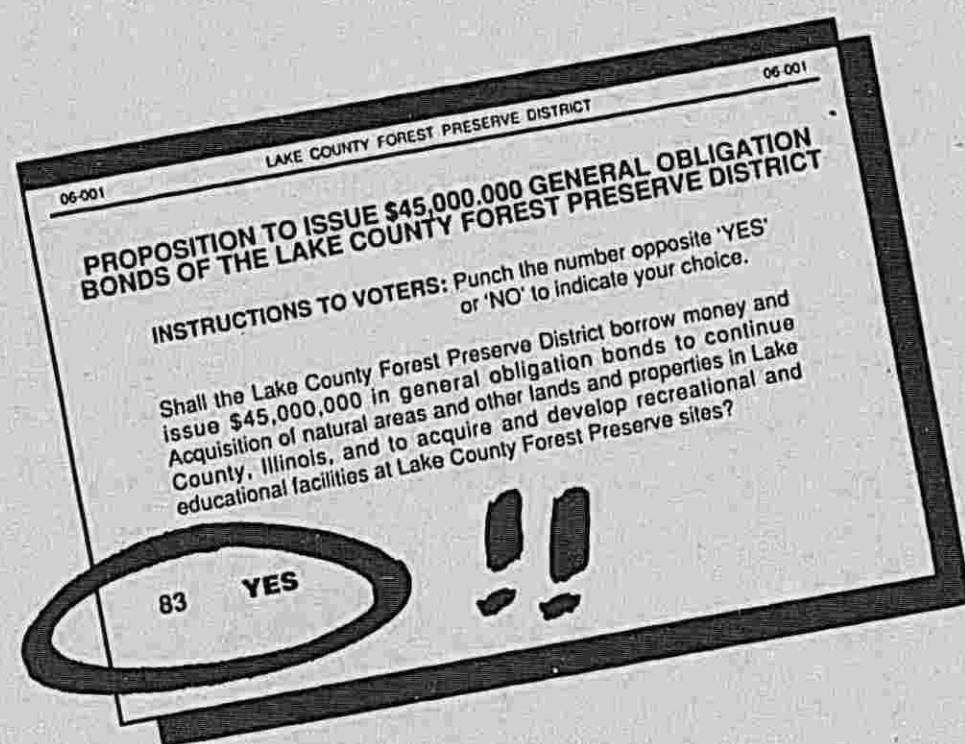 06-001 LAKE COUNTY FOREST PRESERVE DISTRICT 06-001
PROPOSITION TO ISSUE $45,000.000 GENERAL OBLIGATION
BONDS OF THE LAKE COUNTY FOREST PRESERVE DISTRICT
INSTRUCTIONS TO VOTERS: Punch the number opposite 'YES'
or 'NO' to indicate your choice.
Shall the Lake County Forest Preserve District borrow money and
issue $45,000,000 in general obligation bonds to continue
Acquisition of natural areas and other lands and properties in Lake
County, Illinois, and to acquire and develop recreational and
educational facilities at Lake County Forest Preserve sites?
83 YES !!